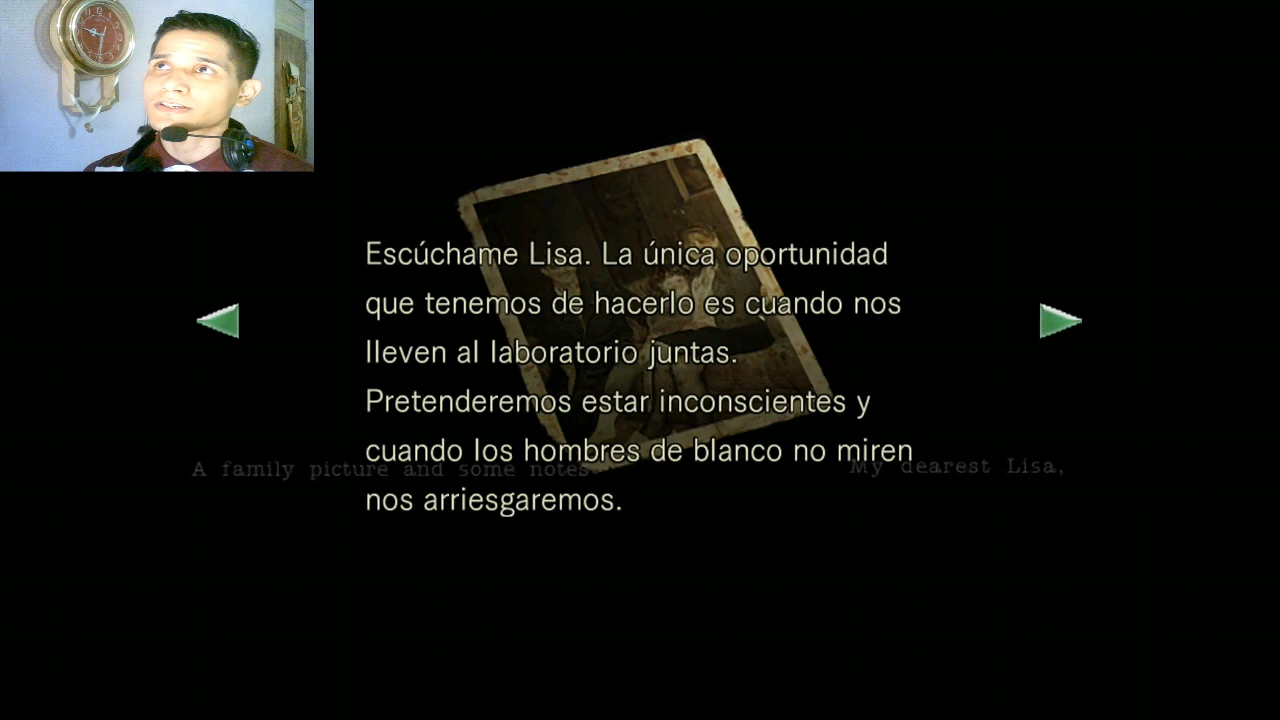 Escúchame Lisa. La única oportunidad
que tenemos de hacerlo es cuando nos
lleven al laboratorio juntas.
Pretenderemos estar inconscientes y
cuando los hombres de blanco no miren
nos arriesgaremos.
A family picture and some notes
My dearest Lisa,